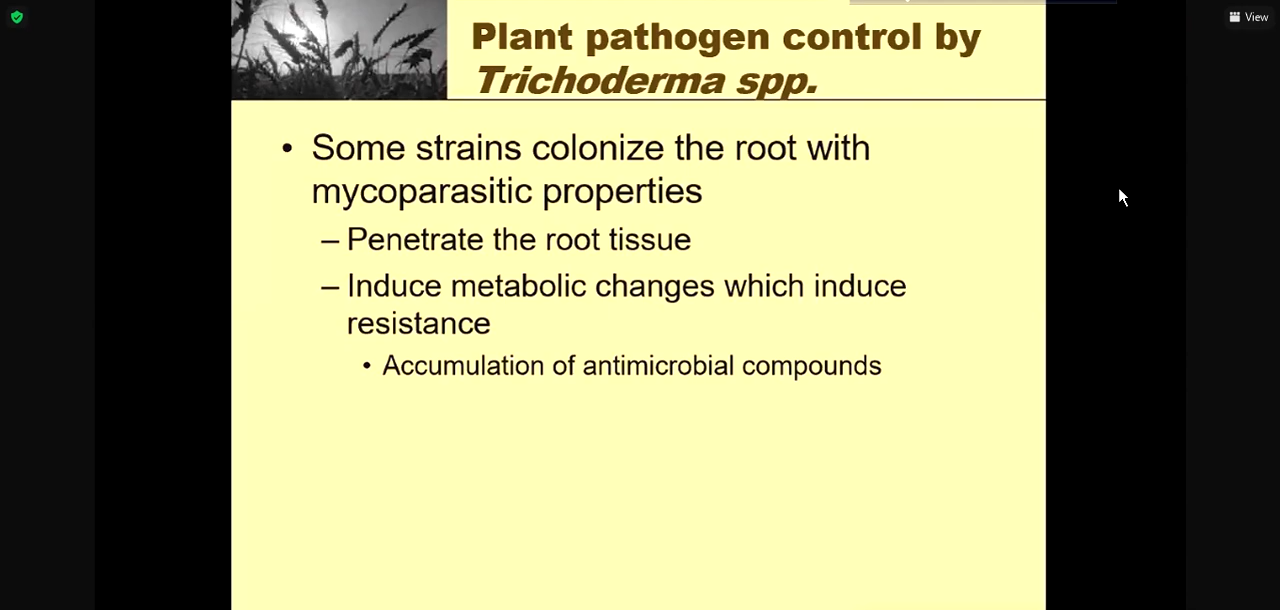 View
Plant pathogen control by
Trichoderma spp.
• Some strains colonize the root with
mycoparasitic properties
– Penetrate the root tissue
– Induce metabolic changes which induce
resistance
• Accumulation of antimicrobial compounds